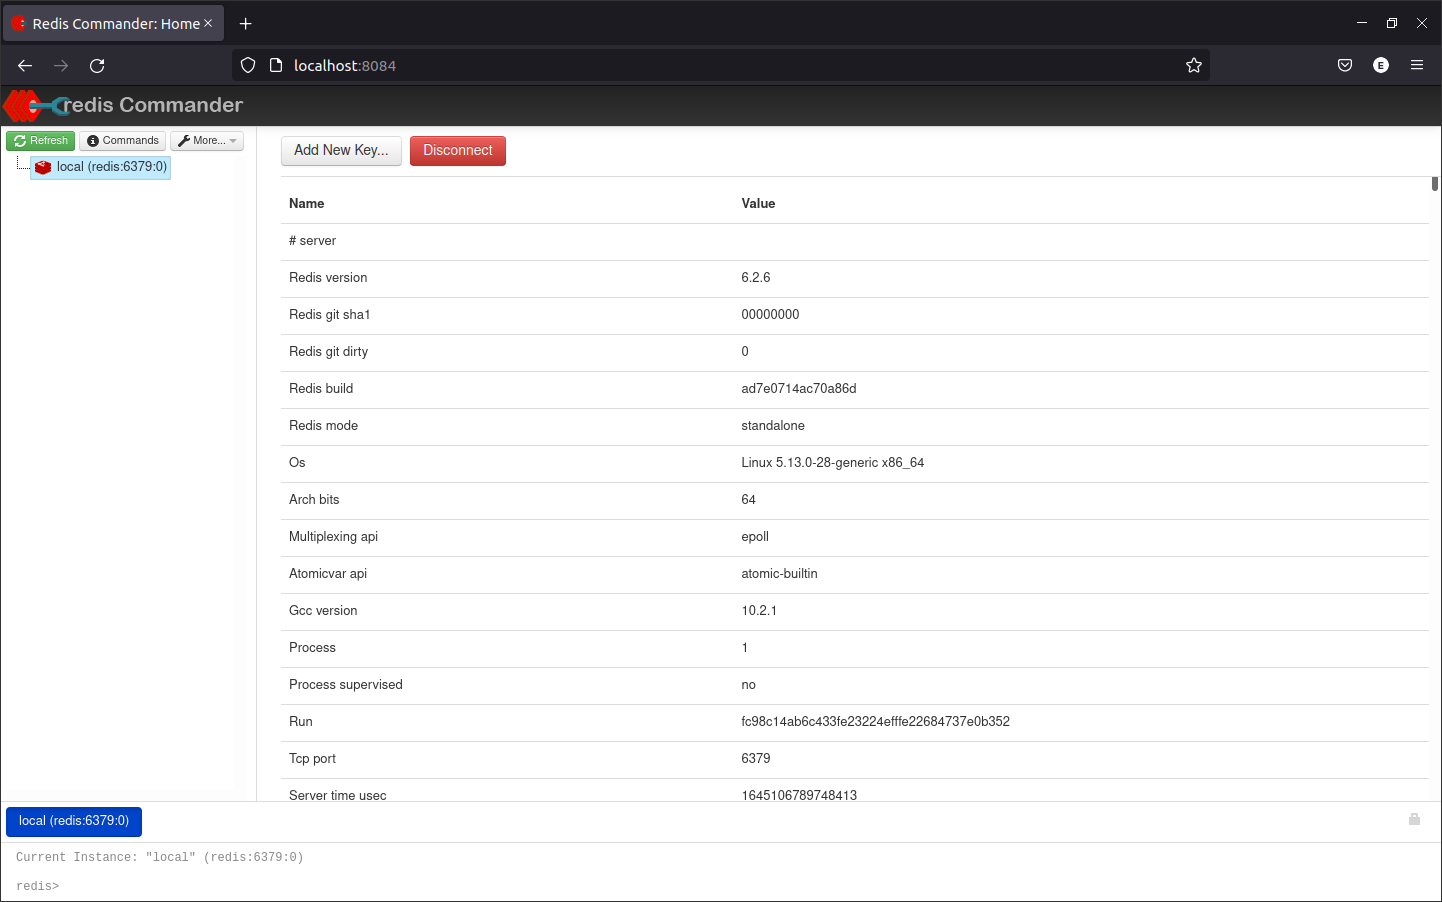 Redis Commander: Home
localhost:8084
E
redis Commander
Refresh Commands More...
local (redis:6379:0)
Add New Key... Disconnect
Name Value
# server
Redis version 6.2.6
Redis git sha1 00000000
Redis git dirty 0
Redis build ad7e0714ac70a86d
Redis mode standalone
Os Linux 5.13.0-28-generic x86_64
Arch bits 64
Multiplexing api epoll
Atomicvar api atomic-builtin
Gcc version 10.2.1
Process 1
Process supervised no
Run fc98c14ab6c433fe23224efffe22684737e0b352
Tcp port 6379
Server time usec 1645106789748413
local (redis:6379:0)
Current Instance: "local" (redis:6379:0)
redis>